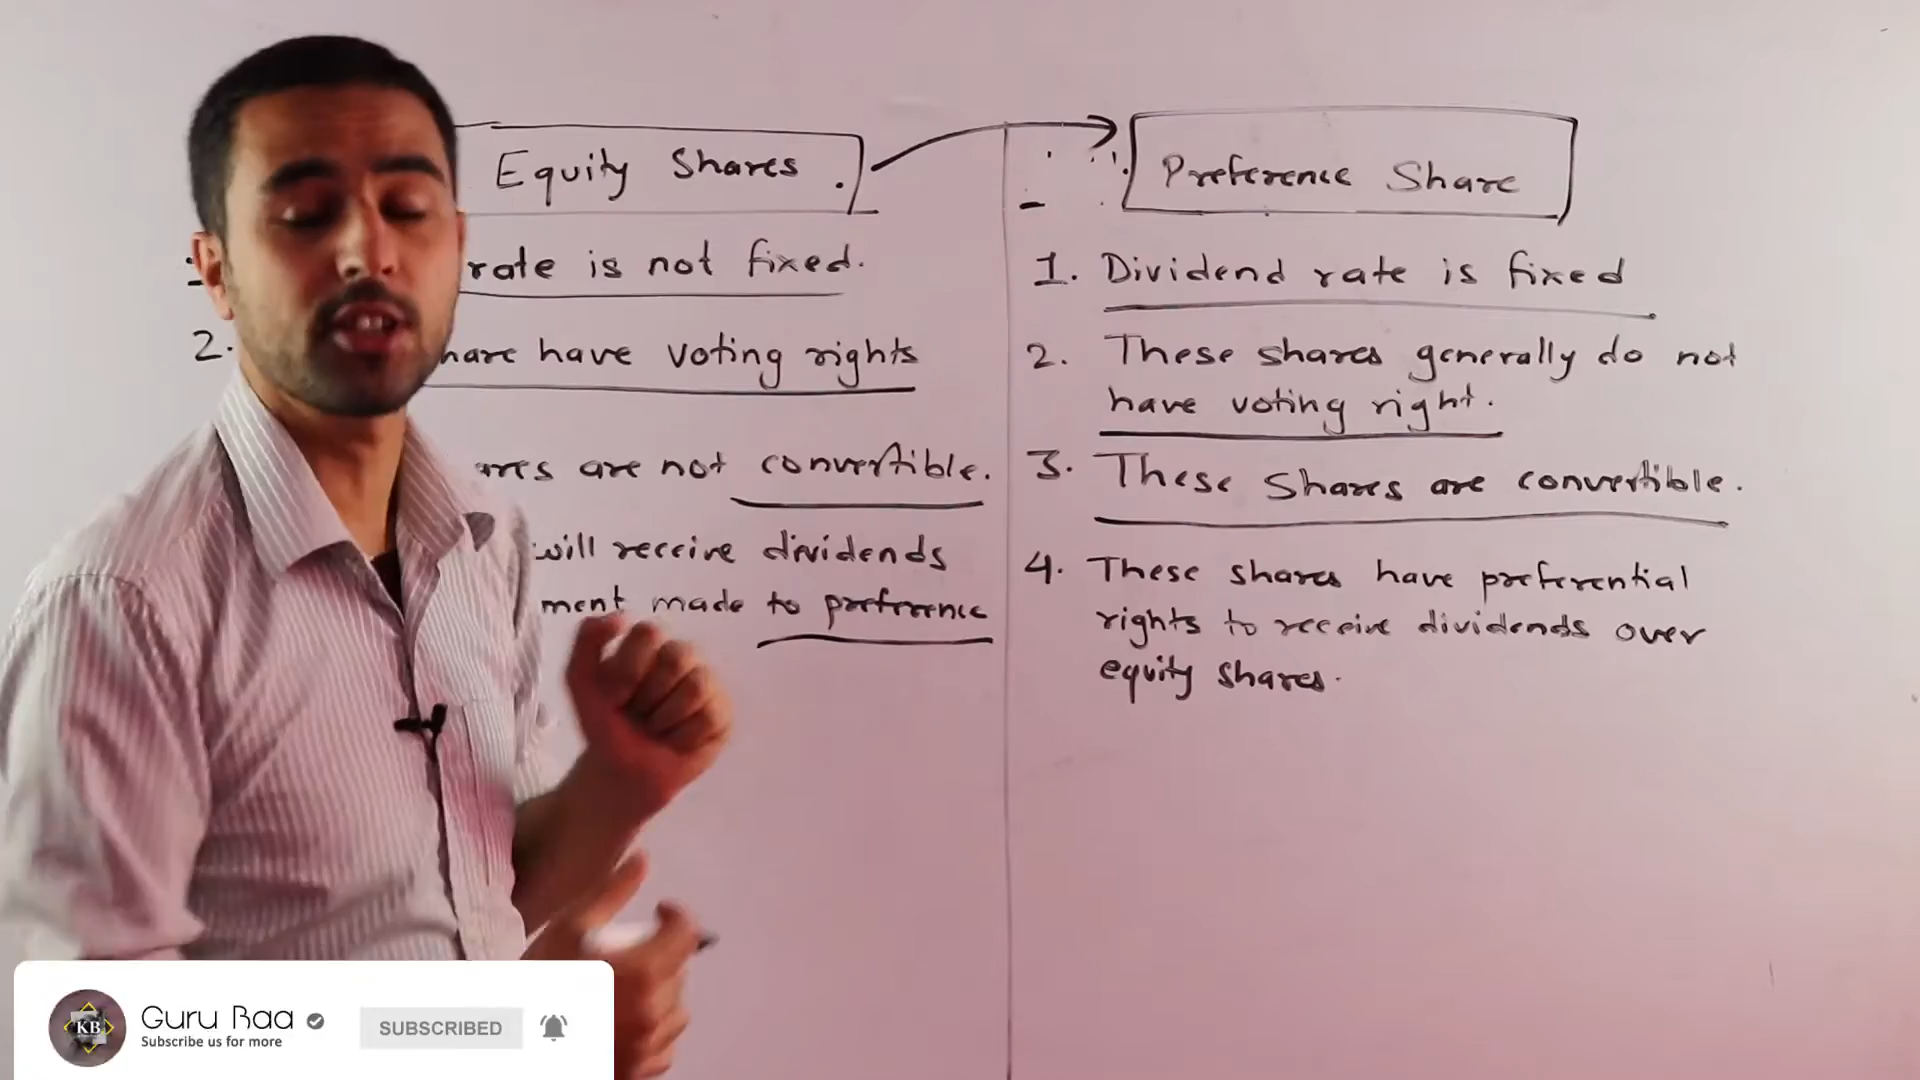 Equity Shares.
rate is not fixed.
2. have voting rights
are not convertible.
will receive dividends
made to preference
Preference Share
1. Dividend rate is fixed
2. These shares generally do not
have voting right.
3. These Shares are convertible.
4. These shares have preferential
rights to receive dividends over
equity shares.
KB
Guru Baa
Subscribe us for more
SUBSCRIBED